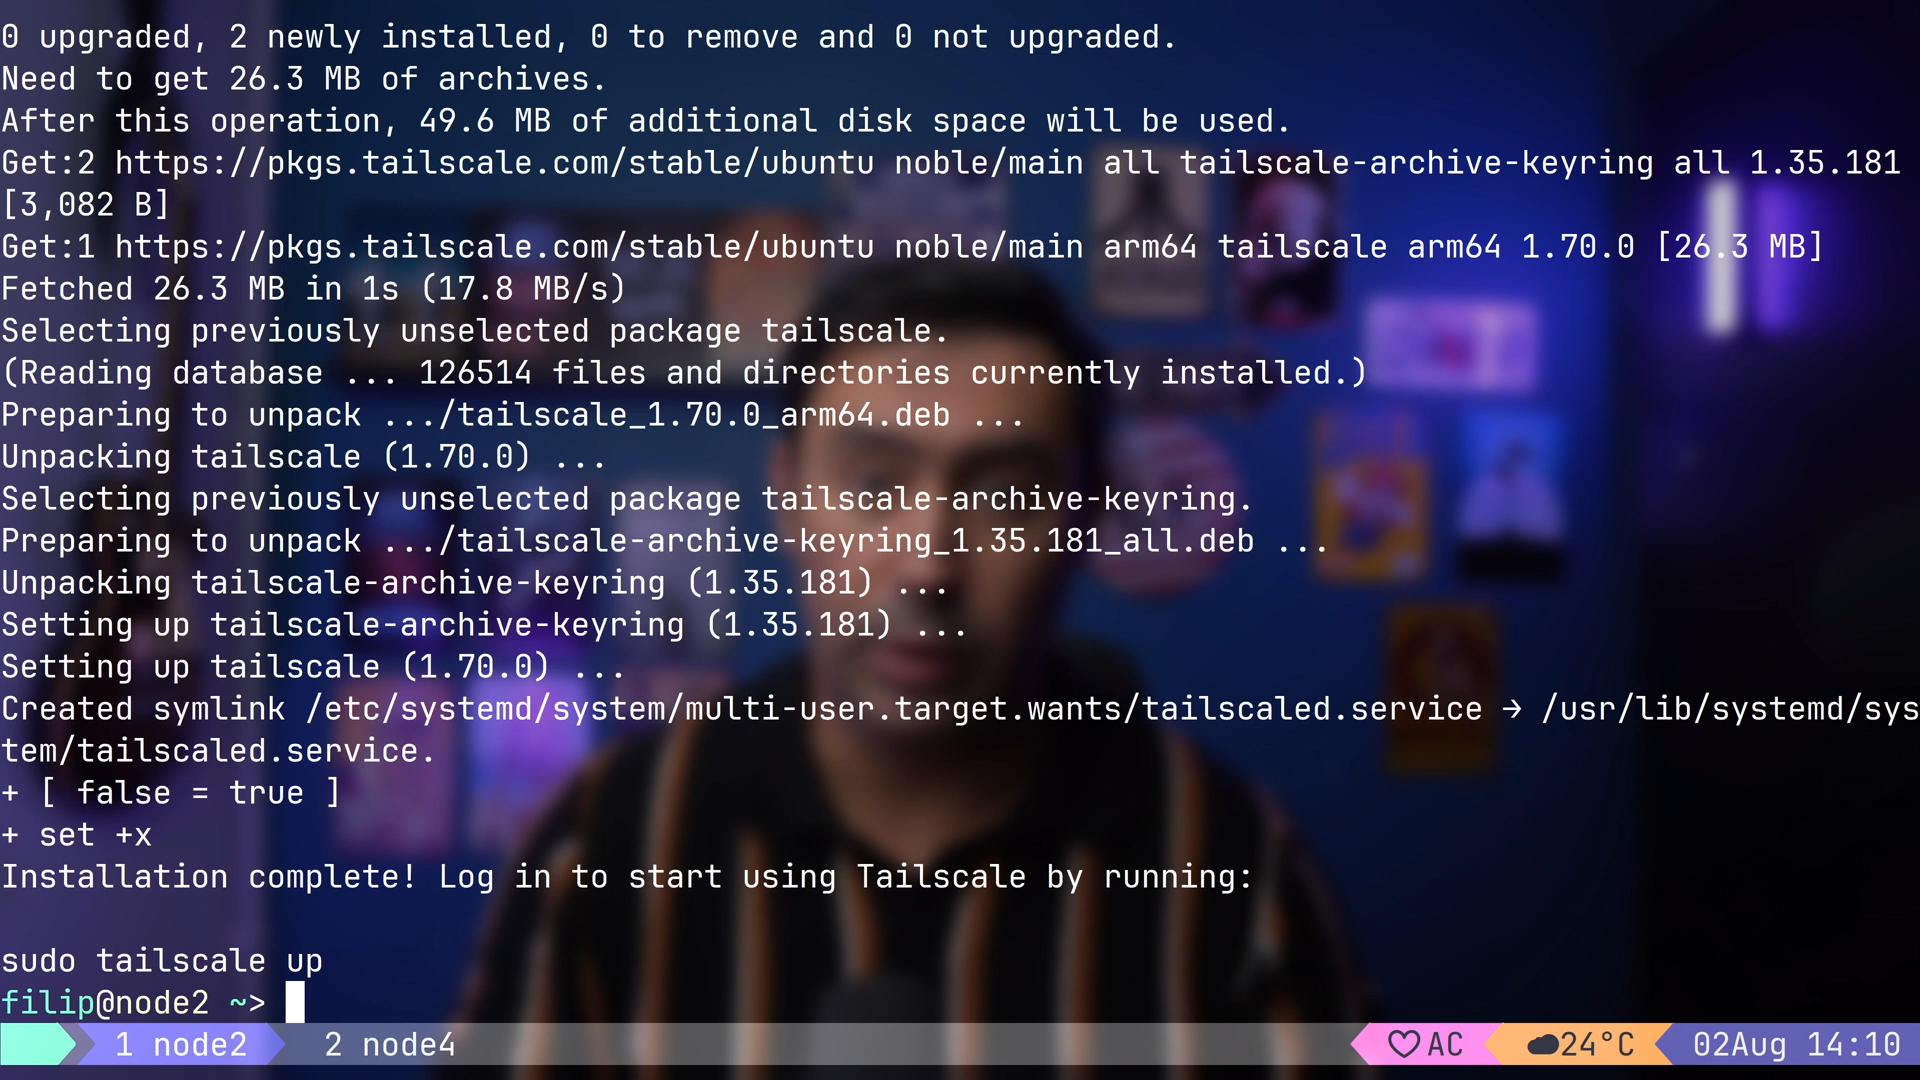 0 upgraded, 2 newly installed, 0 to remove and 0 not upgraded.
Need to get 26.3 MB of archives.
After this operation, 49.6 MB of additional disk space will be used.
Get:2 https://pkgs.tailscale.com/stable/ubuntu noble/main all tailscale-archive-keyring all 1.35.181
[3,082 B]
Get:1 https://pkgs.tailscale.com/stable/ubuntu noble/main arm64 tailscale arm64 1.70.0 [26.3 MB]
Fetched 26.3 MB in 1s (17.8 MB/s)
Selecting previously unselected package tailscale.
(Reading database ... 126514 files and directories currently installed.)
Preparing to unpack .../tailscale_1.70.0_arm64.deb ...
Unpacking tailscale (1.70.0) ...
Selecting previously unselected package tailscale-archive-keyring.
Preparing to unpack .../tailscale-archive-keyring_1.35.181_all.deb ...
Unpacking tailscale-archive-keyring (1.35.181) ...
Setting up tailscale-archive-keyring (1.35.181) ...
Setting up tailscale (1.70.0) ...
Created symlink /etc/systemd/system/multi-user.target.wants/tailscaled.service → /usr/lib/systemd/sys
tem/tailscaled.service.
+ [ false = true ]
+ set +x
Installation complete! Log in to start using Tailscale by running:
sudo tailscale up
filip@node2 ~>
1 node2 2 node4 ♡ AC ☁ 24°C 02Aug 14:10